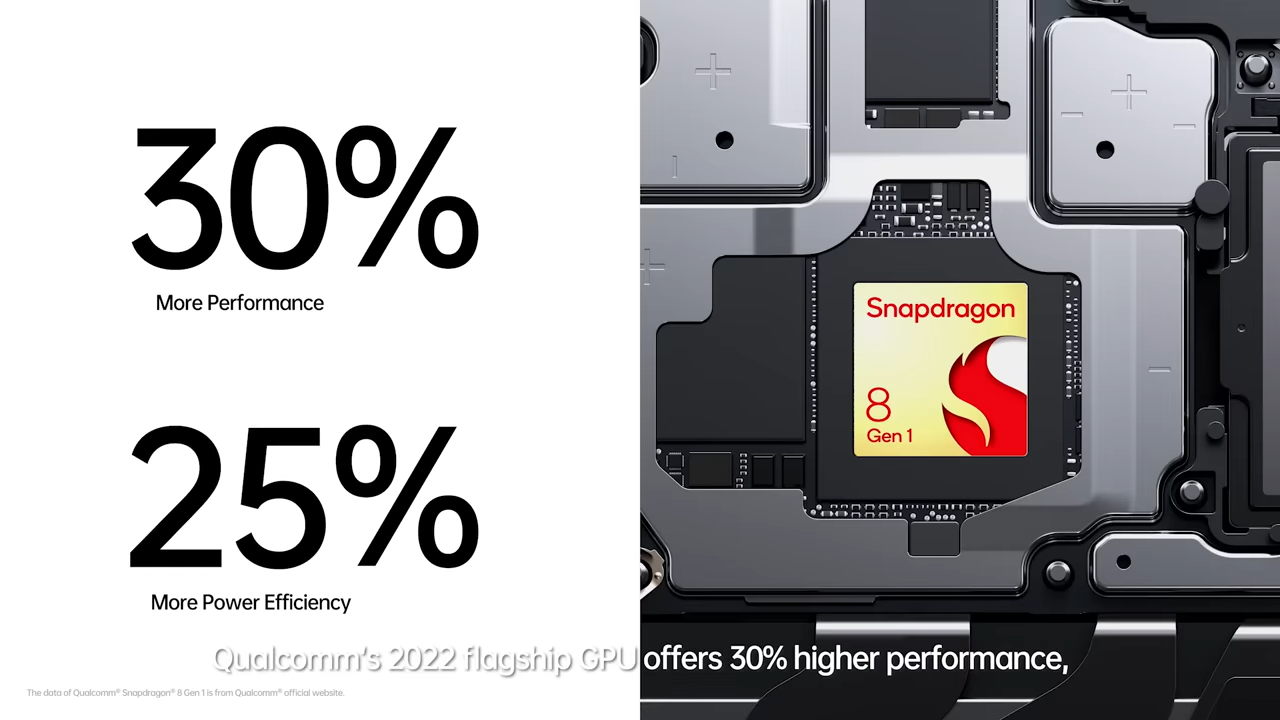 30%
More Performance
25%
More Power Efficiency
Snapdragon
8
Gen 1
Qualcomm's 2022 flagship GPU offers 30% higher performance,
The data of Qualcomm® Snapdragon® 8 Gen 1 is from Qualcomm® official website.